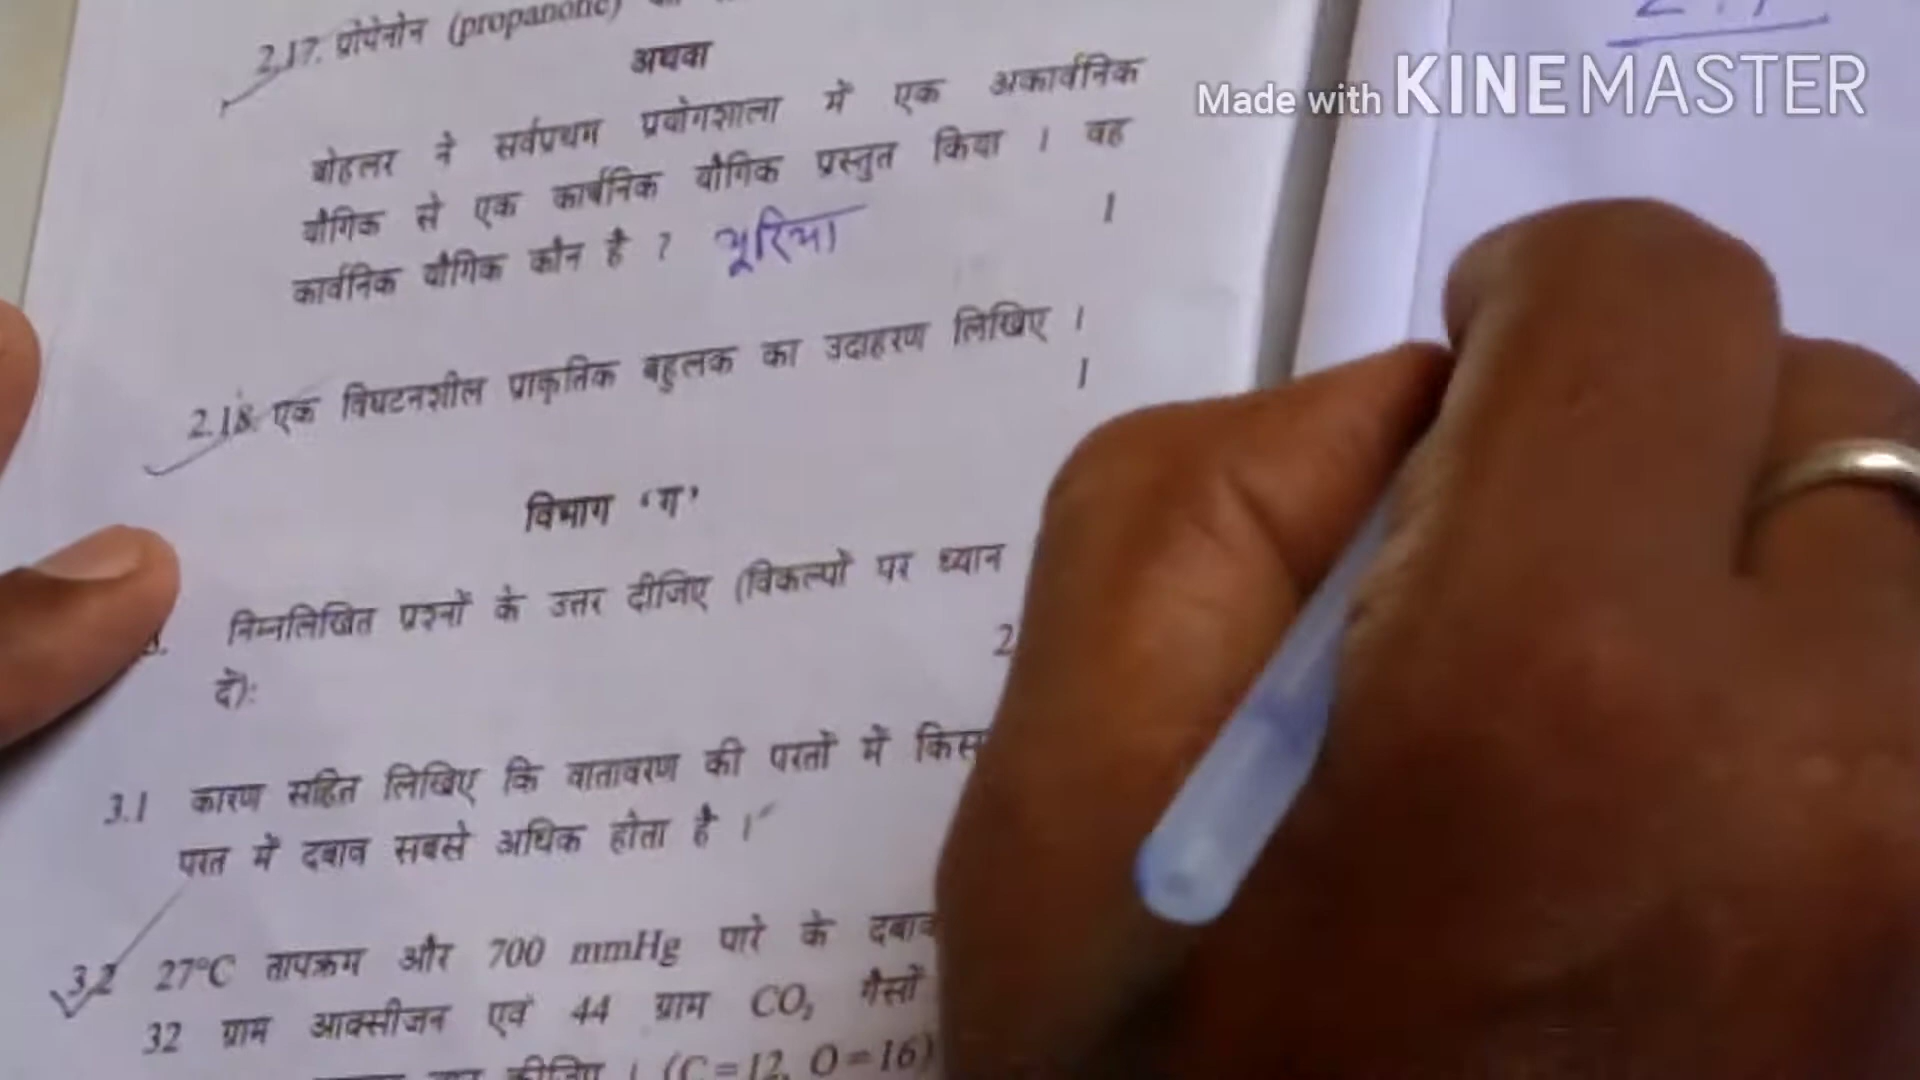 2.17. प्रोपेनोन (propanone)
अथवा
Made with KINEMASTER
वोहलर ने सर्वप्रथम प्रयोगशाला में एक अकार्वनिक
यौगिक से एक कार्बनिक यौगिक प्रस्तुत किया । वह
कार्वनिक यौगिक कौन है ? यूरिया 1
2.18. एक विघटनशील प्राकृतिक बहुलक का उदाहरण लिखिए ।
1
विभाग ‘ग’
निम्नलिखित प्रश्नों के उत्तर दीजिए (विकल्पों पर ध्यान
दें): 2
3.1 कारण सहित लिखिए कि वातावरण की परतों में किस
परत में दबाव सबसे अधिक होता है ।
3.2 27°C तापक्रम और 700 mmHg पारे के दबाव
32 ग्राम आक्सीजन एवं 44 ग्राम CO₂ गैसों
कीजिए । (C=12, O=16)